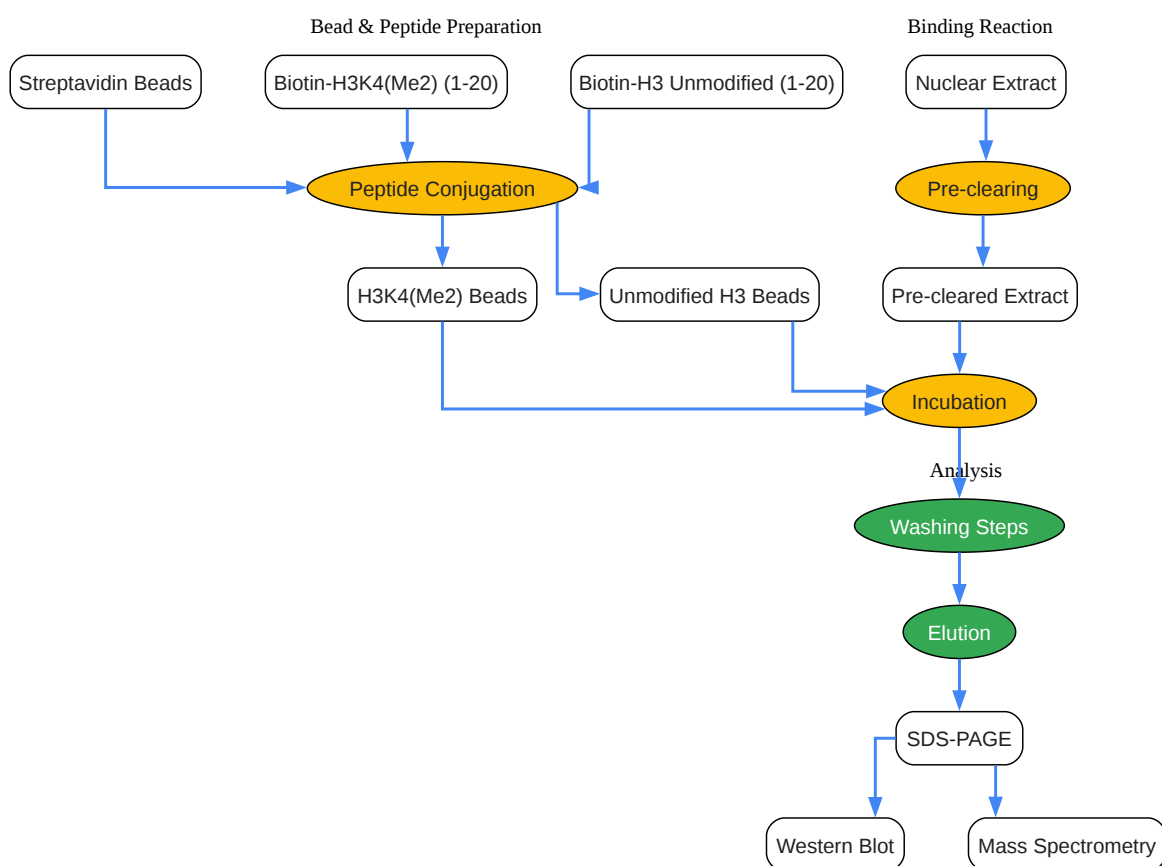 Bead & Peptide Preparation
Binding Reaction
Streptavidin Beads
Biotin-H3K4(Me2) (1-20)
Biotin-H3 Unmodified (1-20)
Nuclear Extract
Peptide Conjugation
Pre-clearing
H3K4(Me2) Beads
Unmodified H3 Beads
Pre-cleared Extract
Incubation
Analysis
Washing Steps
Elution
SDS-PAGE
Western Blot
Mass Spectrometry